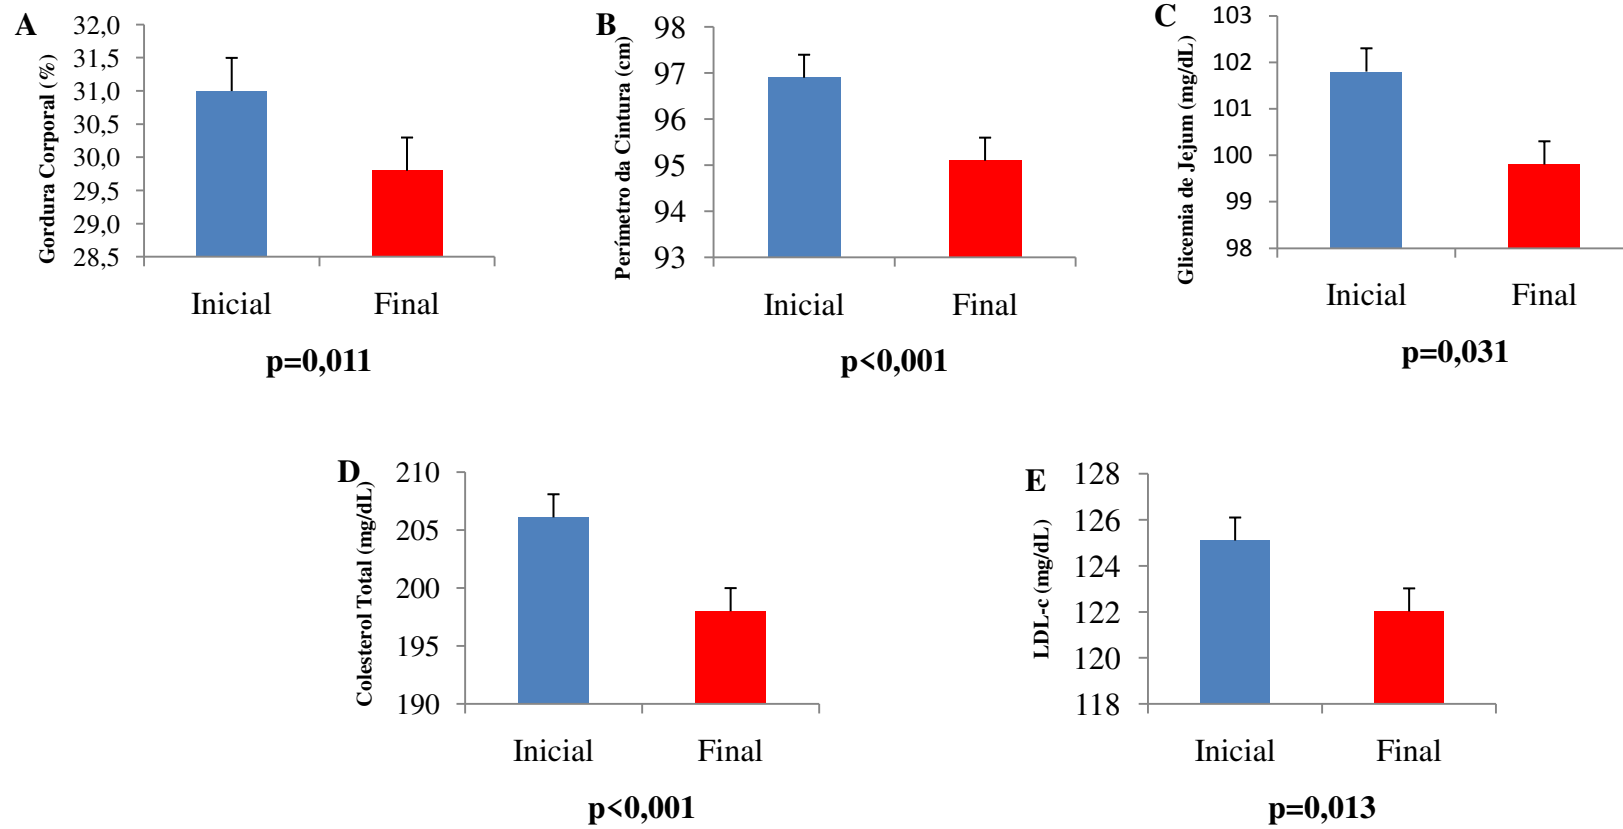 A
Gordura Corporal (%)
32,0
31,5
31,0
30,5
30,0
29,5
29,0
28,5
Inicial Final
p=0,011
B
Perímetro da Cintura (cm)
98
97
96
95
94
93
Inicial Final
p<0,001
C
Glicemia de Jejum (mg/dL)
103
102
101
100
99
98
Inicial Final
p=0,031
D
Colesterol Total (mg/dL)
210
205
200
195
190
Inicial Final
p<0,001
E
LDL-c (mg/dL)
128
126
124
122
120
118
Inicial Final
p=0,013